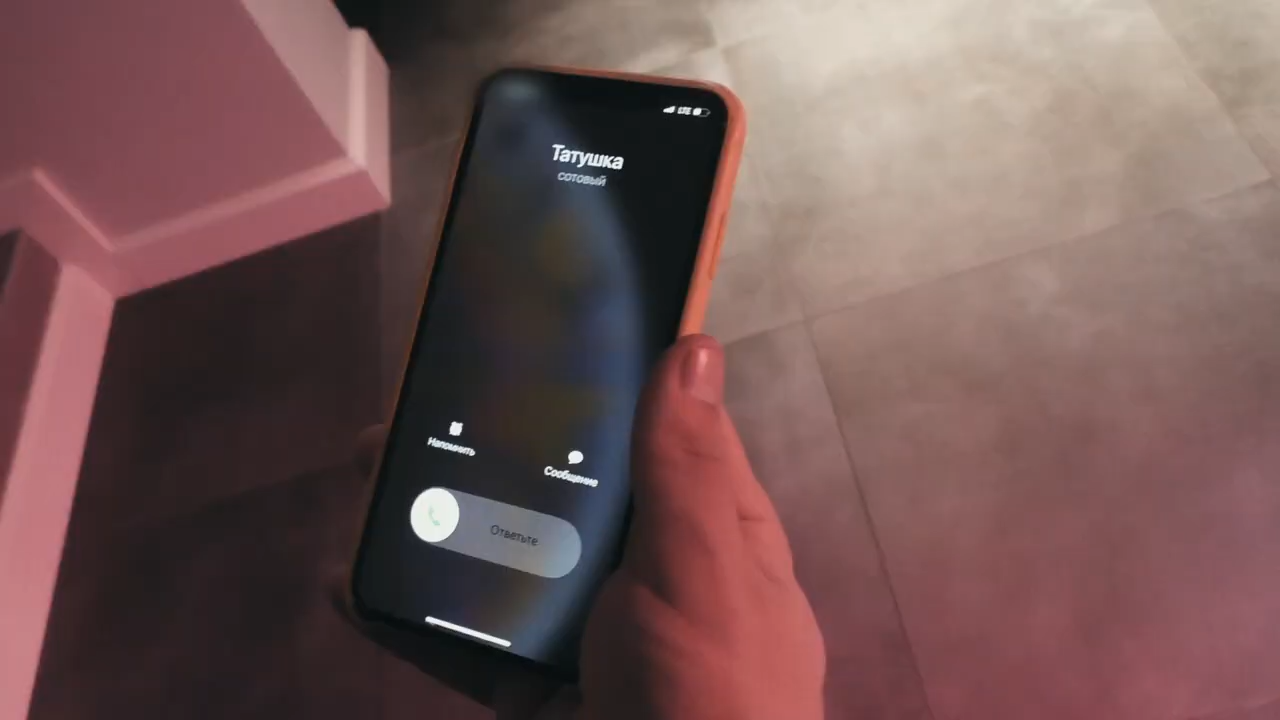 LTE
Татушка
сотовый
Напомнить
Сообщение
Ответьте